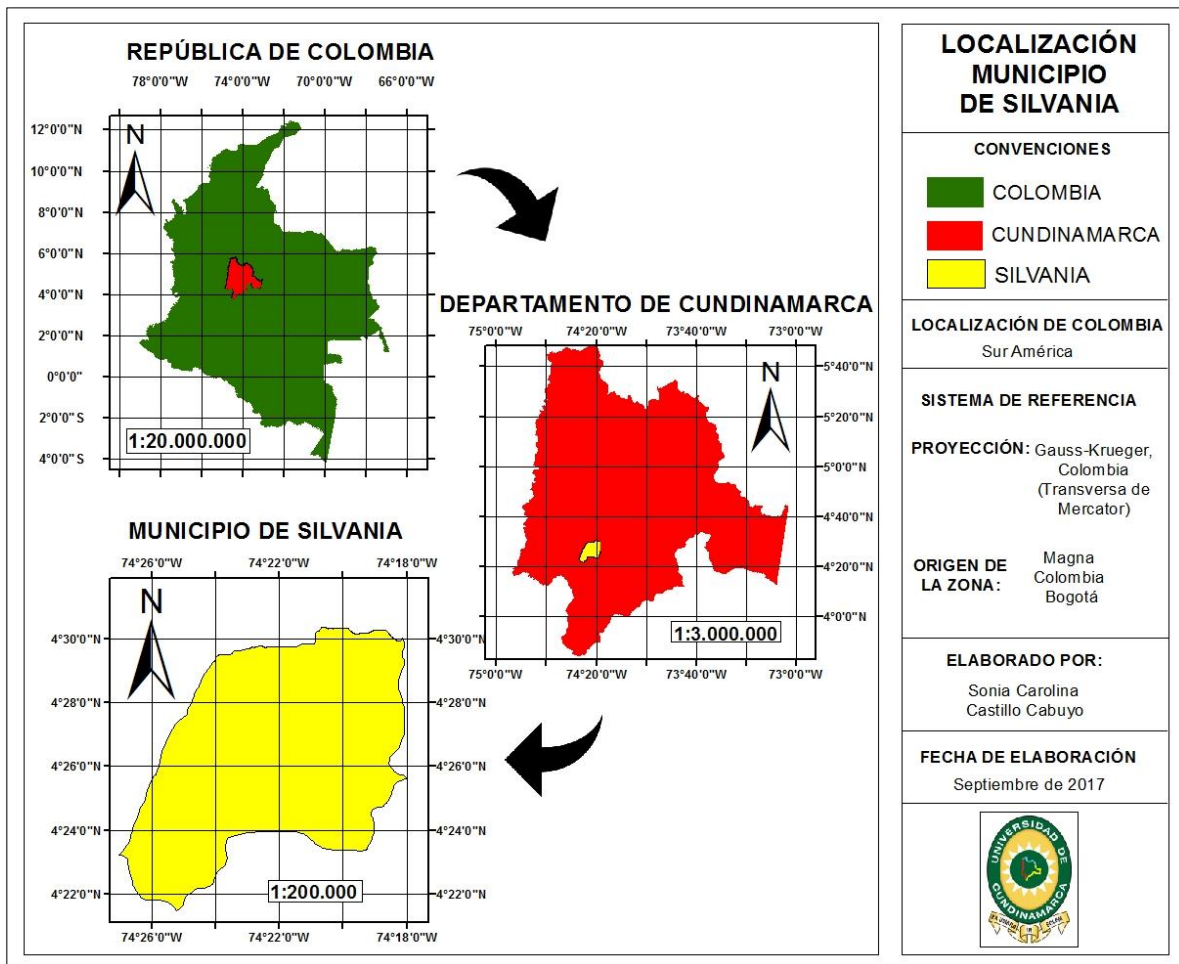 REPÚBLICA DE COLOMBIA
78°0'0"W 74°0'0"W 70°0'0"W 66°0'0"W
N
12°0'0"N
10°0'0"N
8°0'0"N
6°0'0"N
4°0'0"N
2°0'0"N
0°0'0"
2°0'0"S
4°0'0"S
1:20.000.000
DEPARTAMENTO DE CUNDINAMARCA
75°0'0"W 74°20'0"W 73°40'0"W 73°0'0"W
N
5°40'0"N
5°20'0"N
5°0'0"N
4°40'0"N
4°20'0"N
4°0'0"N
1:3.000.000
75°0'0"W 74°20'0"W 73°40'0"W 73°0'0"W
MUNICIPIO DE SILVANIA
74°26'0"W 74°22'0"W 74°18'0"W
N
4°30'0"N 4°30'0"N
4°28'0"N 4°28'0"N
4°26'0"N 4°26'0"N
4°24'0"N 4°24'0"N
4°22'0"N 4°22'0"N
1:200.000
74°26'0"W 74°22'0"W 74°18'0"W
LOCALIZACIÓN
MUNICIPIO
DE SILVANIA
CONVENCIONES
COLOMBIA
CUNDINAMARCA
SILVANIA
LOCALIZACIÓN DE COLOMBIA
Sur América
SISTEMA DE REFERENCIA
PROYECCIÓN: Gauss-Krueger,
Colombia
(Transversa de
Mercator)
ORIGEN DE
LA ZONA:
Magna
Colombia
Bogotá
ELABORADO POR:
Sonia Carolina
Castillo Cabuyo
FECHA DE ELABORACIÓN
Septiembre de 2017
UNIVERSIDAD DE
CUNDINAMARCA